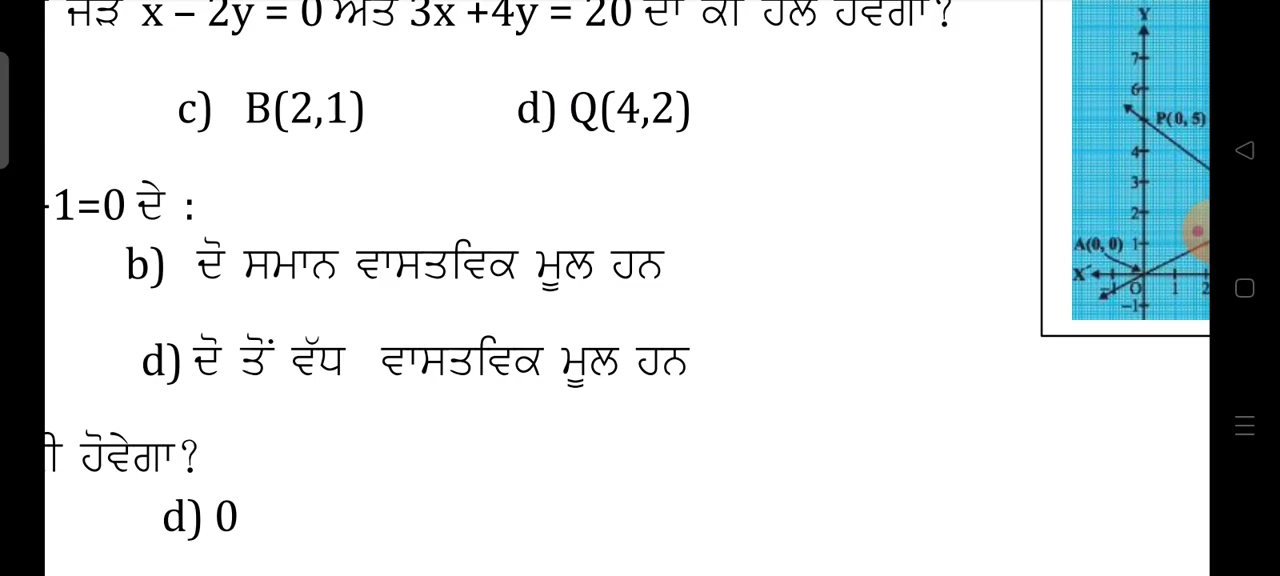 ਜੋੜੇ x – 2y = 0 ਅਤੇ 3x +4y = 20 ਦਾ ਕੀ ਹੱਲ ਹੋਵੇਗਾ?
c) B(2,1) d) Q(4,2)
-1=0 ਦੇ :
b) ਦੋ ਸਮਾਨ ਵਾਸਤਵਿਕ ਮੂਲ ਹਨ
d) ਦੋ ਤੋਂ ਵੱਧ ਵਾਸਤਵਿਕ ਮੂਲ ਹਨ
ੀ ਹੋਵੇਗਾ?
d) 0
Y
7
6
P(0, 5)
4
3
2
A(0, 0) 1
X′ -1 O 1 2
-1